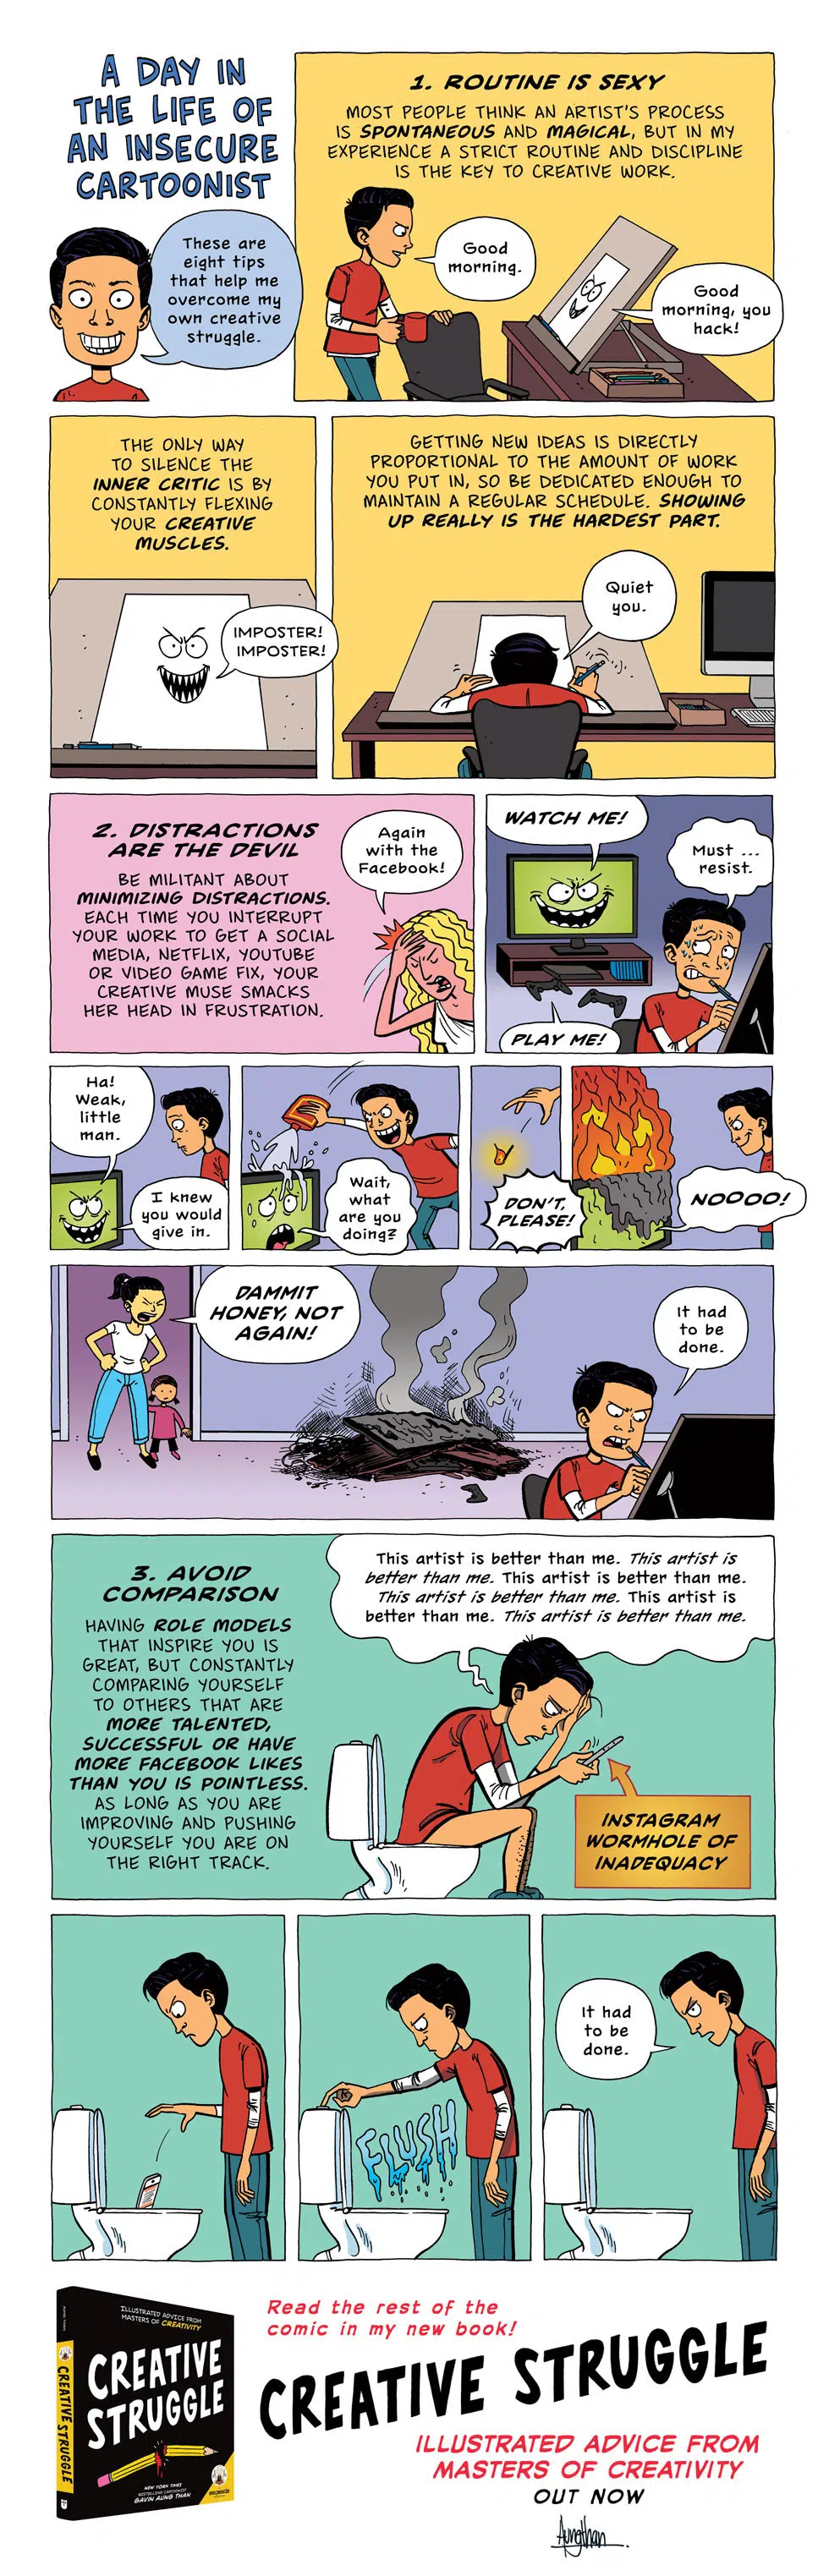 A DAY IN
THE LIFE OF
AN INSECURE
CARTOONIST
These are
eight tips
that help me
overcome my
own creative
struggle.
1. ROUTINE IS SEXY
MOST PEOPLE THINK AN ARTIST'S PROCESS
IS SPONTANEOUS AND MAGICAL, BUT IN MY
EXPERIENCE A STRICT ROUTINE AND DISCIPLINE
IS THE KEY TO CREATIVE WORK.
Good
morning.
Good
morning, you
hack!
THE ONLY WAY
TO SILENCE THE
INNER CRITIC IS BY
CONSTANTLY FLEXING
YOUR CREATIVE
MUSCLES.
IMPOSTER!
IMPOSTER!
GETTING NEW IDEAS IS DIRECTLY
PROPORTIONAL TO THE AMOUNT OF WORK
YOU PUT IN, SO BE DEDICATED ENOUGH TO
MAINTAIN A REGULAR SCHEDULE. SHOWING
UP REALLY IS THE HARDEST PART.
Quiet
you.
2. DISTRACTIONS
ARE THE DEVIL
BE MILITANT ABOUT
MINIMIZING DISTRACTIONS.
EACH TIME YOU INTERRUPT
YOUR WORK TO GET A SOCIAL
MEDIA, NETFLIX, YOUTUBE
OR VIDEO GAME FIX, YOUR
CREATIVE MUSE SMACKS
HER HEAD IN FRUSTRATION.
Again
with the
Facebook!
WATCH ME!
Must ...
resist.
PLAY ME!
Ha!
Weak,
little
man.
I knew
you would
give in.
Wait,
what
are you
doing?
DON'T,
PLEASE!
NOOOO!
DAMMIT
HONEY, NOT
AGAIN!
It had
to be
done.
3. AVOID
COMPARISON
HAVING ROLE MODELS
THAT INSPIRE YOU IS
GREAT, BUT CONSTANTLY
COMPARING YOURSELF
TO OTHERS THAT ARE
MORE TALENTED,
SUCCESSFUL OR HAVE
MORE FACEBOOK LIKES
THAN YOU IS POINTLESS.
AS LONG AS YOU ARE
IMPROVING AND PUSHING
YOURSELF YOU ARE ON
THE RIGHT TRACK.
This artist is better than me. This artist is
better than me. This artist is better than me.
This artist is better than me. This artist is
better than me. This artist is better than me.
INSTAGRAM
WORMHOLE OF
INADEQUACY
FLUSH
It had
to be
done.
ILLUSTRATED ADVICE FROM
MASTERS OF CREATIVITY
CREATIVE
STRUGGLE
CREATIVE STRUGGLE
NEW YORK TIMES
BESTSELLING CARTOONIST
GAVIN AUNG THAN
Read the rest of the
comic in my new book!
CREATIVE STRUGGLE
ILLUSTRATED ADVICE FROM
MASTERS OF CREATIVITY
OUT NOW
AungThan